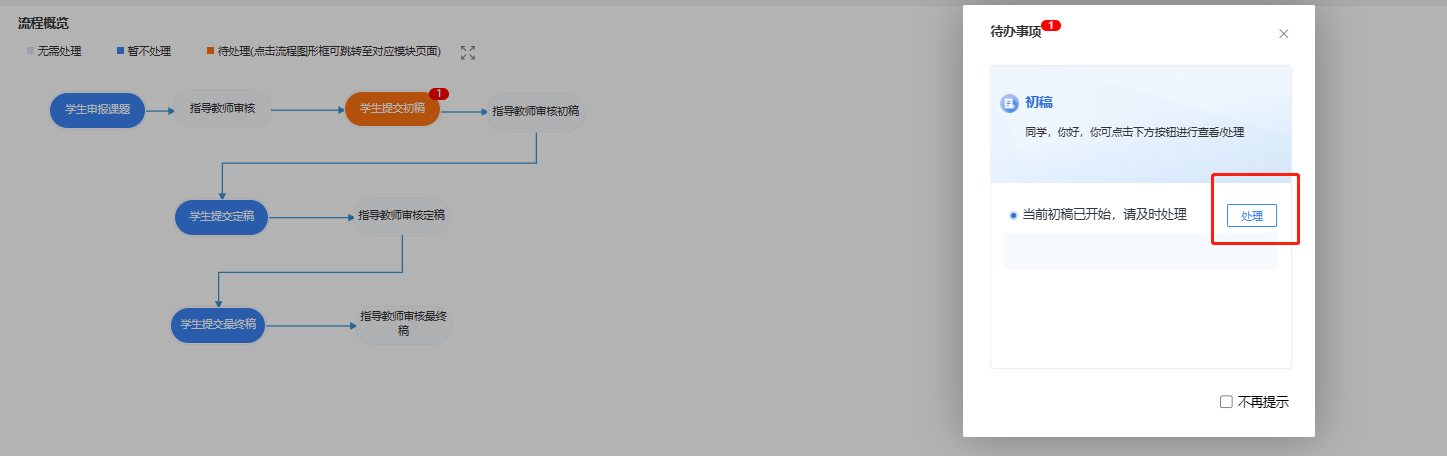 流程概览
无需处理
暂不处理
待处理(点击流程图形框可跳转至对应模块页面)
学生申报课题
指导教师审核
学生提交初稿
1
指导教师审核初稿
学生提交定稿
指导教师审核定稿
学生提交最终稿
指导教师审核最终
稿
待办事项
1
初稿
同学，你好，你可点击下方按钮进行查看/处理
当前初稿已开始，请及时处理
处理
不再提示